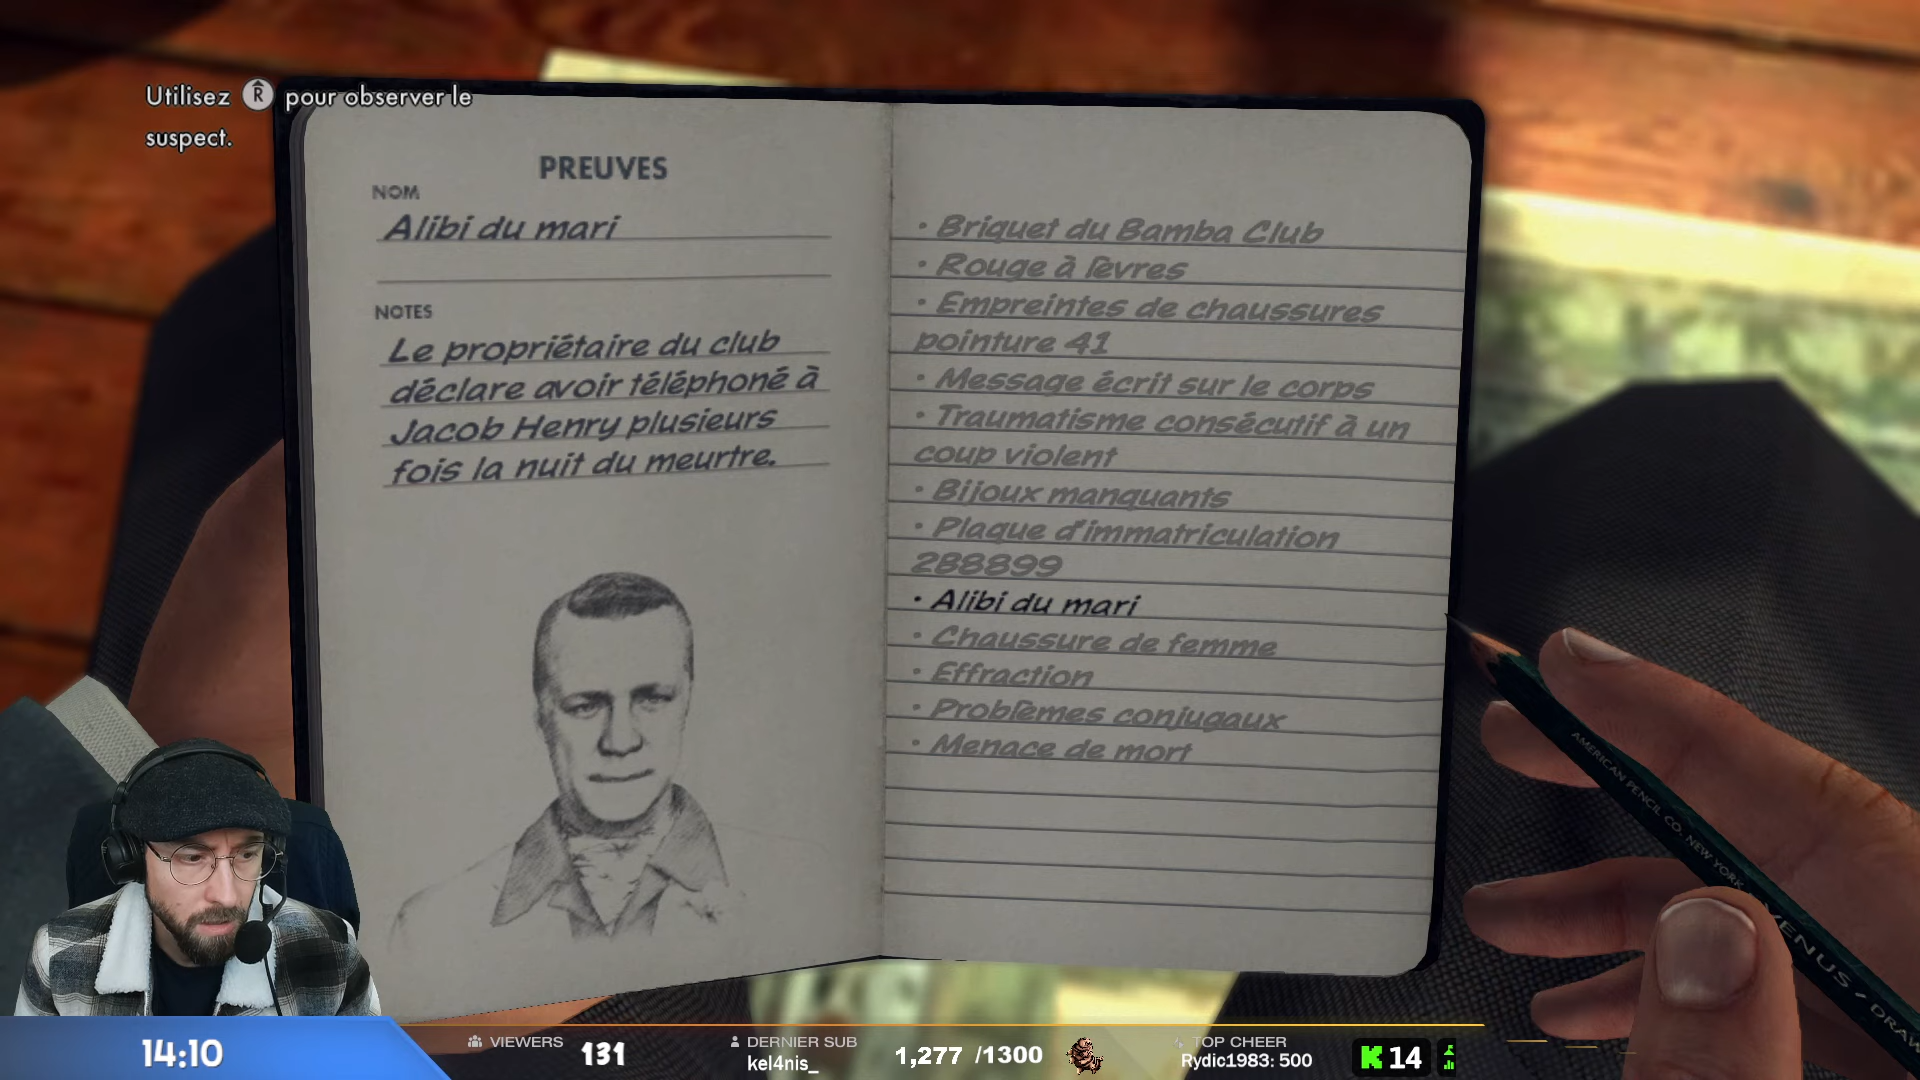 Utilisez R pour observer le
suspect.
PREUVES
NOM
Alibi du mari
NOTES
Le propriétaire du club
déclare avoir téléphoné à
Jacob Henry plusieurs
fois la nuit du meurtre.
· Briquet du Bamba Club
· Rouge à lèvres
· Empreintes de chaussures
pointure 41
· Message écrit sur le corps
· Traumatisme consécutif à un
coup violent
· Bijoux manquants
· Plaque d'immatriculation
2B8899
· Alibi du mari
· Chaussure de femme
· Effraction
· Problèmes conjugaux
· Menace de mort
AMERICAN PENCIL CO. NEW YORK
VENUS / DRAW
14:10
VIEWERS
131
DERNIER SUB
kel4nis_
1,277 /1300
TOP CHEER
Rydic1983: 500
K 14